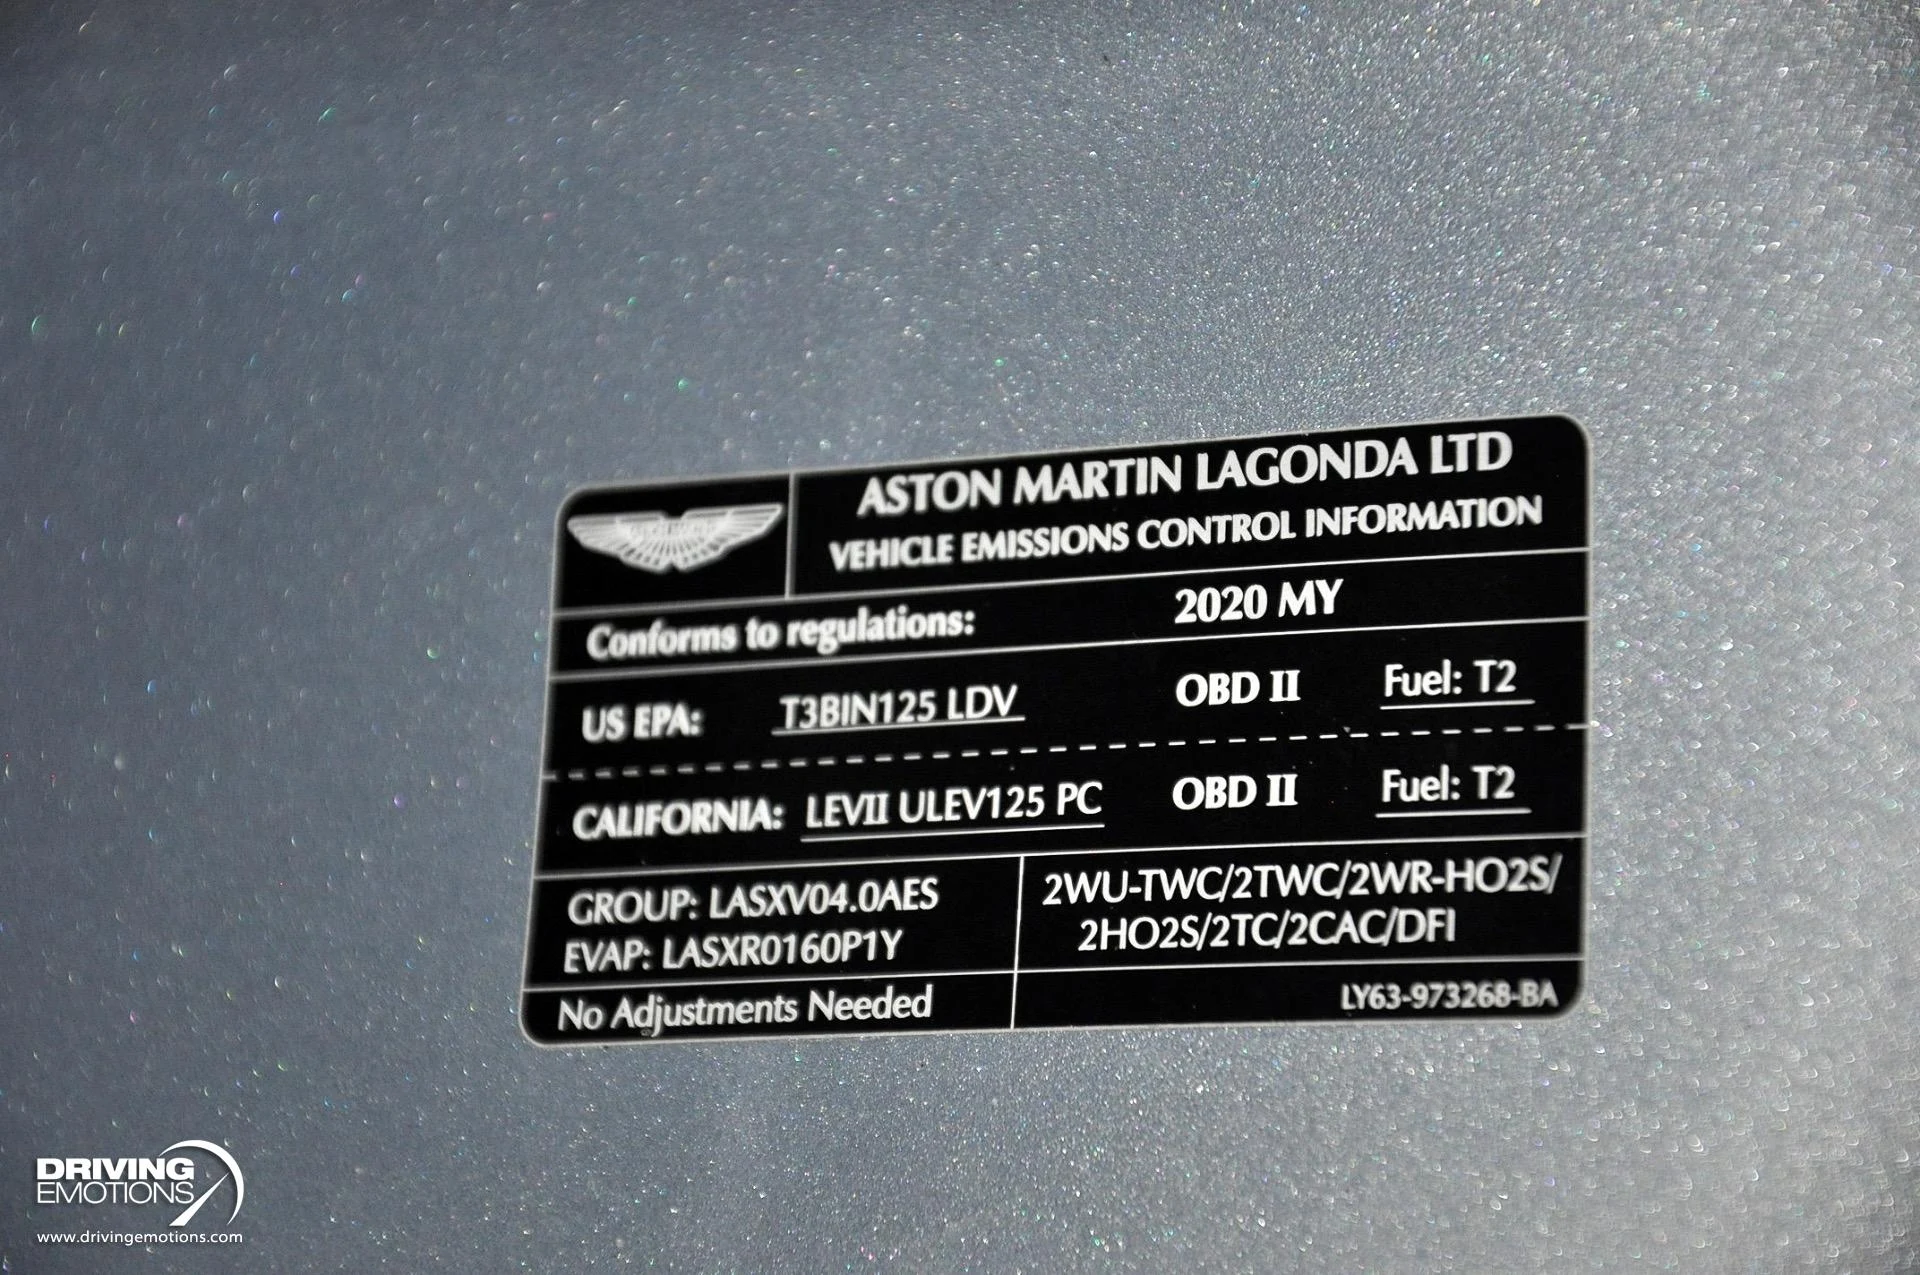 ASTON MARTIN LAGONDA LTD
VEHICLE EMISSIONS CONTROL INFORMATION
Conforms to regulations: 2020 MY
US EPA: T3BIN125 LDV OBD II Fuel: T2
CALIFORNIA: LEVII ULEV125 PC OBD II Fuel: T2
GROUP: LASXV04.0AES
EVAP: LASXR0160P1Y
2WU-TWC/2TWC/2WR-HO2S/
2HO2S/2TC/2CAC/DFI
No Adjustments Needed
LY63-973268-BA
DRIVING
EMOTIONS
www.drivingemotions.com